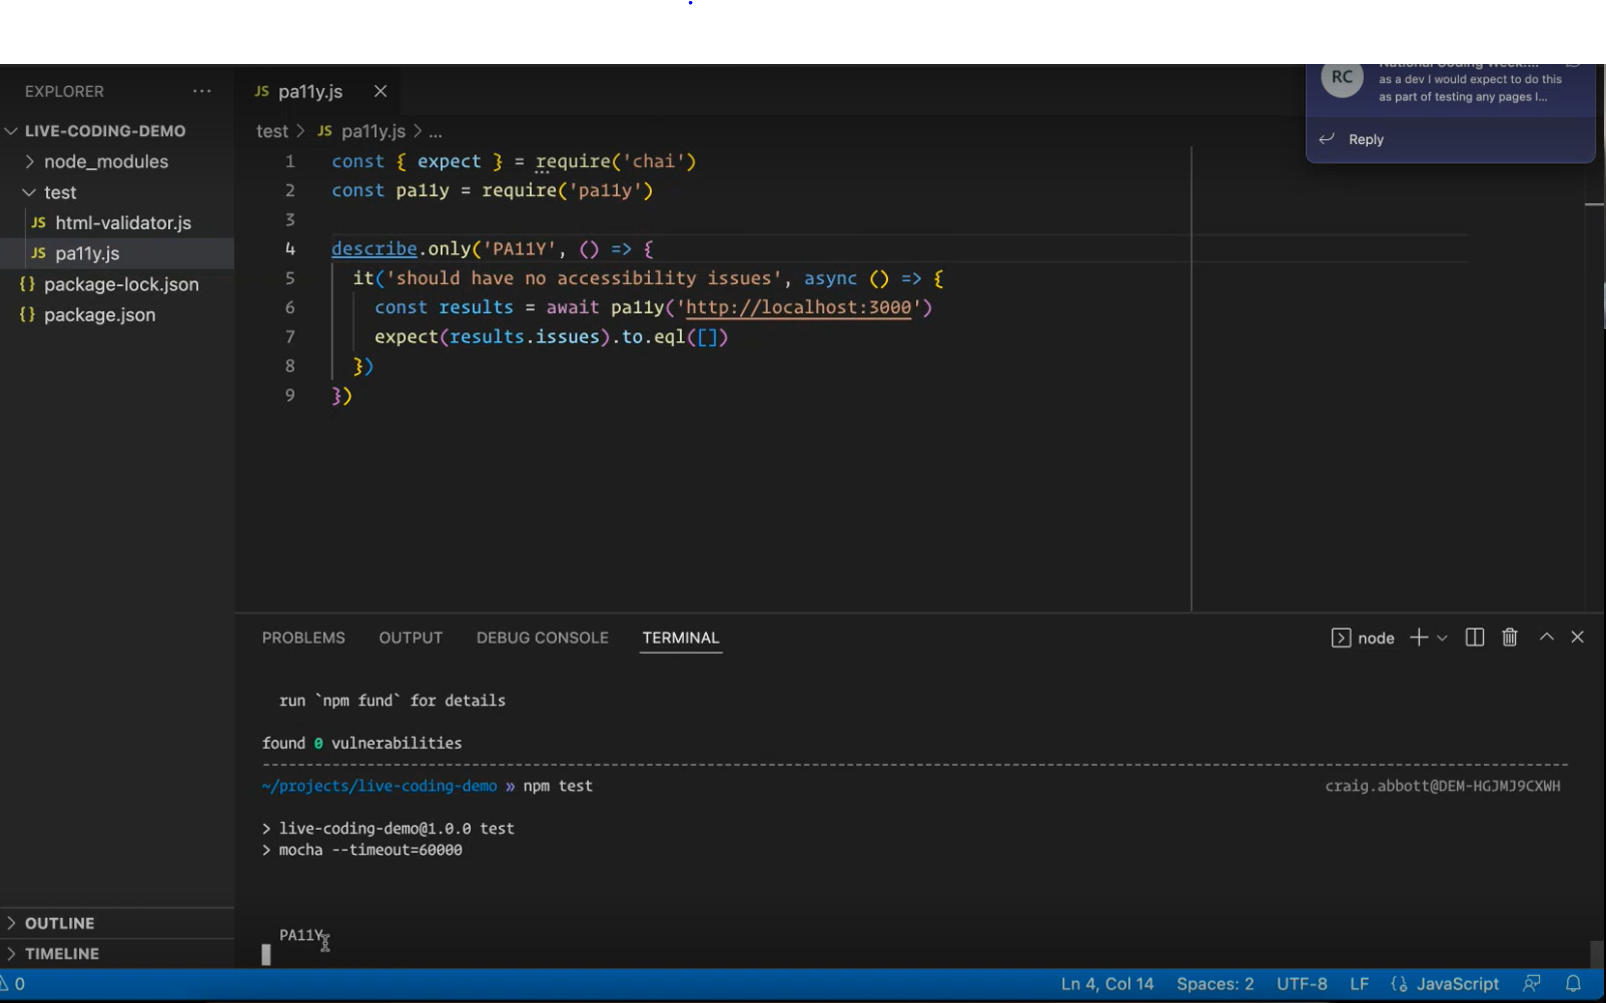 EXPLORER
LIVE-CODING-DEMO
node_modules
test
JS html-validator.js
JS pa11y.js
{} package-lock.json
{} package.json
OUTLINE
TIMELINE
JS pa11y.js
test > JS pa11y.js > ...
1 const { expect } = require('chai')
2 const pa11y = require('pa11y')
3
4 describe.only('PA11Y', () => {
5 it('should have no accessibility issues', async () => {
6 const results = await pa11y('http://localhost:3000')
7 expect(results.issues).to.eql([])
8 })
9 })
RC
National Coding Week:...
as a dev I would expect to do this
as part of testing any pages I...
Reply
PROBLEMS OUTPUT DEBUG CONSOLE TERMINAL
node
run `npm fund` for details
found 0 vulnerabilities
~/projects/live-coding-demo » npm test craig.abbott@DEM-HGJMJ9CXWH
> live-coding-demo@1.0.0 test
> mocha --timeout=60000
PA11Y
0 Ln 4, Col 14 Spaces: 2 UTF-8 LF {} JavaScript